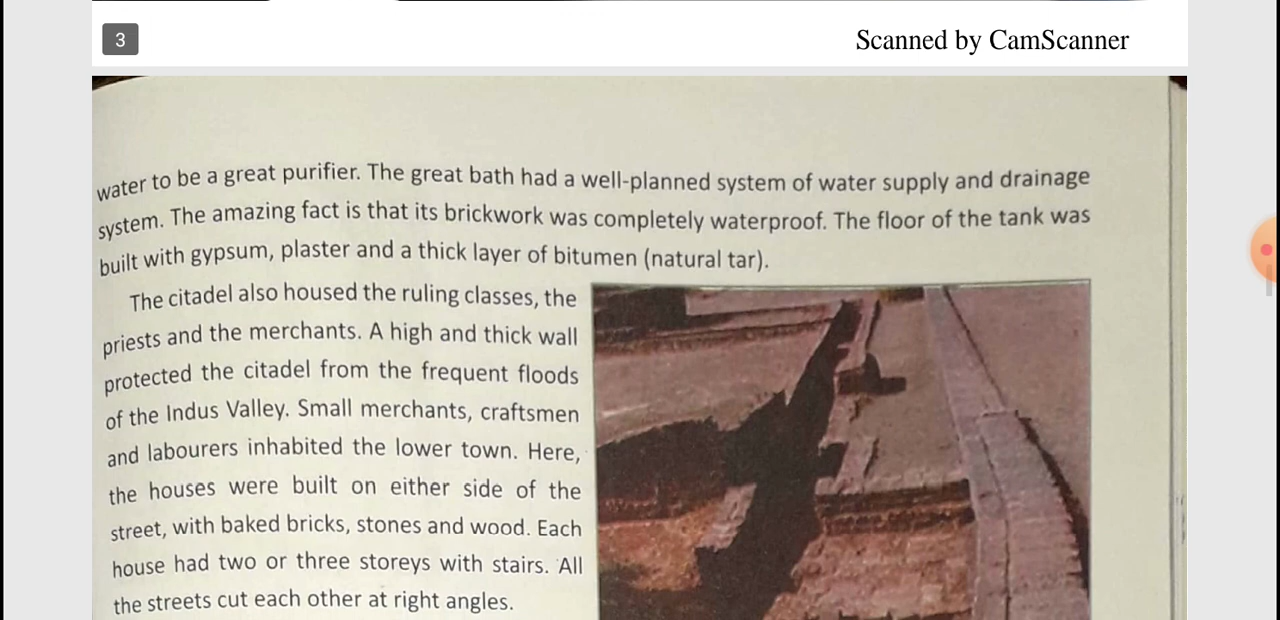 3
Scanned by CamScanner
water to be a great purifier. The great bath had a well-planned system of water supply and drainage
system. The amazing fact is that its brickwork was completely waterproof. The floor of the tank was
built with gypsum, plaster and a thick layer of bitumen (natural tar).
The citadel also housed the ruling classes, the
priests and the merchants. A high and thick wall
protected the citadel from the frequent floods
of the Indus Valley. Small merchants, craftsmen
and labourers inhabited the lower town. Here,
the houses were built on either side of the
street, with baked bricks, stones and wood. Each
house had two or three storeys with stairs. All
the streets cut each other at right angles.